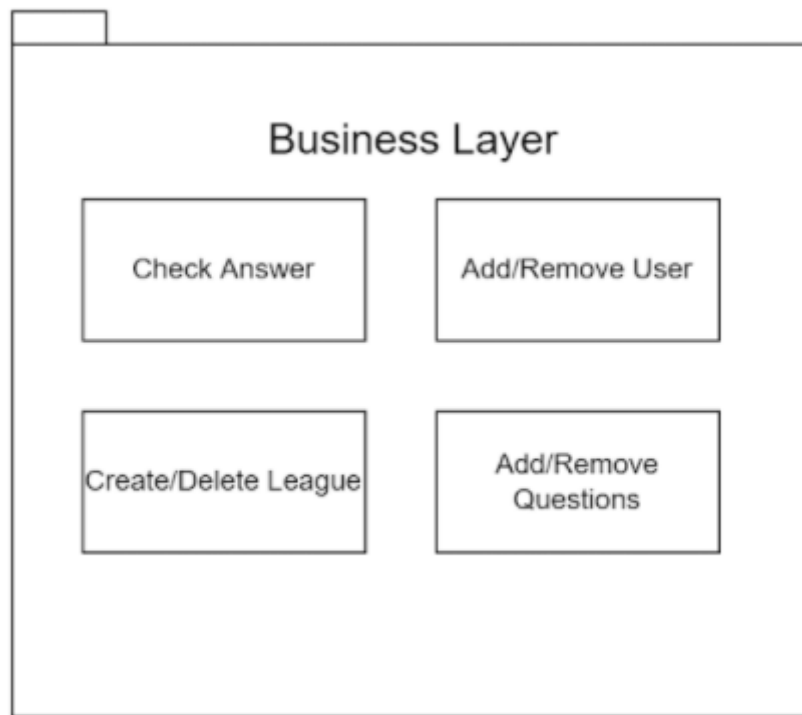 Business Layer
Check Answer
Add/Remove User
Create/Delete League
Add/Remove
Questions